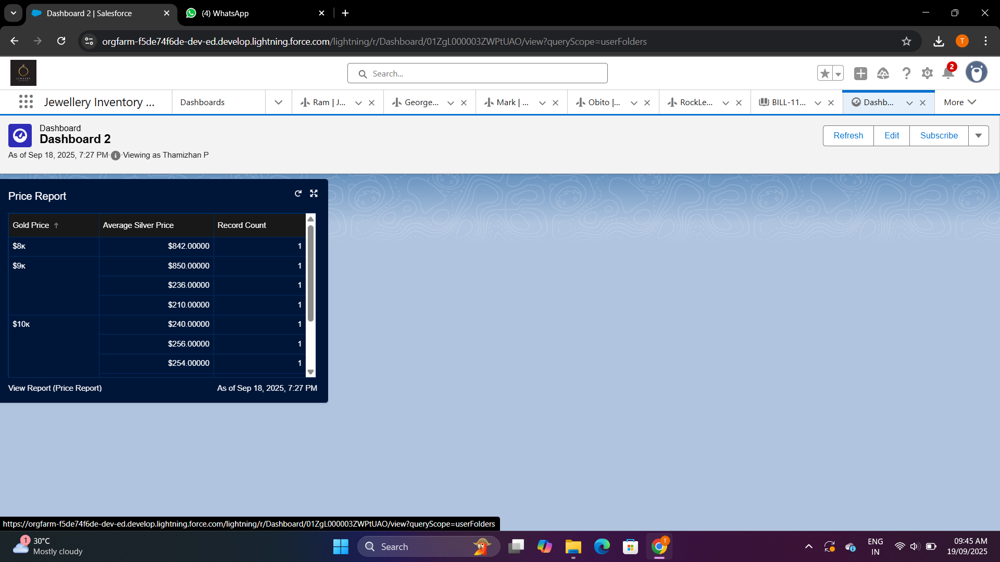 Dashboard 2 | Salesforce
(4) WhatsApp
orgfarm-f5de74f6de-dev-ed.develop.lightning.force.com/lightning/r/Dashboard/01ZgL000003ZWPtUAO/view?queryScope=userFolders
T
JEWELRY
Search...
2
Jewellery Inventory ...
Dashboards
Ram | J...
George...
Mark | ...
Obito |...
RockLe...
BILL-11...
Dashb...
More
Dashboard
Dashboard 2
As of Sep 18, 2025, 7:27 PM·Viewing as Thamizhan P
Refresh
Edit
Subscribe
Price Report
Gold Price ↑ Average Silver Price Record Count
$8ĸ $842.00000 1
$9ĸ $850.00000 1
$236.00000 1
$210.00000 1
$10ĸ $240.00000 1
$256.00000 1
$254.00000 1
View Report (Price Report) As of Sep 18, 2025, 7:27 PM
https://orgfarm-f5de74f6de-dev-ed.develop.lightning.force.com/lightning/r/Dashboard/01ZgL000003ZWPtUAO/view?queryScope=userFolders
1
30°C
Mostly cloudy
Search
T
ENG
IN
09:45 AM
19/09/2025